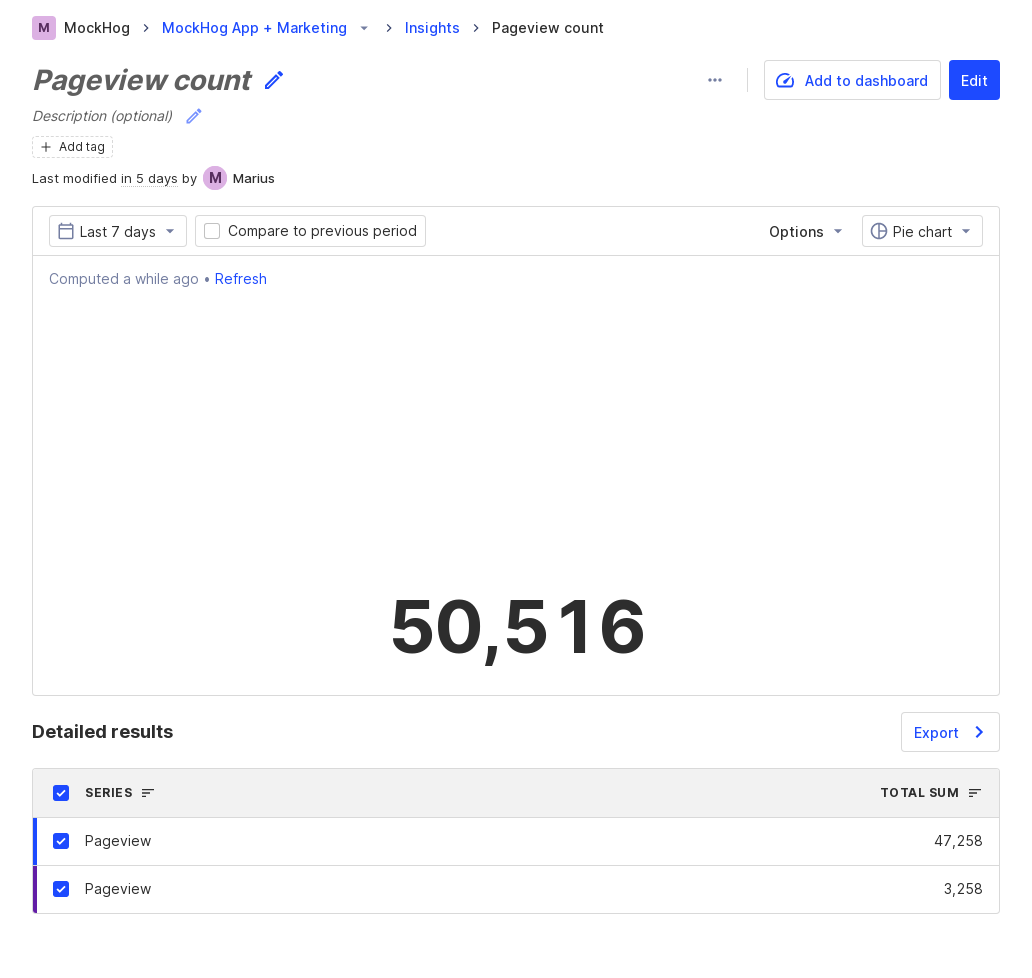 M MockHog MockHog App + Marketing Insights Pageview count
Pageview count
Add to dashboard
Edit
Description (optional)
Add tag
Last modified in 5 days by M Marius
Last 7 days
Compare to previous period
Options
Pie chart
Computed a while ago • Refresh
50,516
Detailed results
Export
SERIES TOTAL SUM
Pageview 47,258
Pageview 3,258